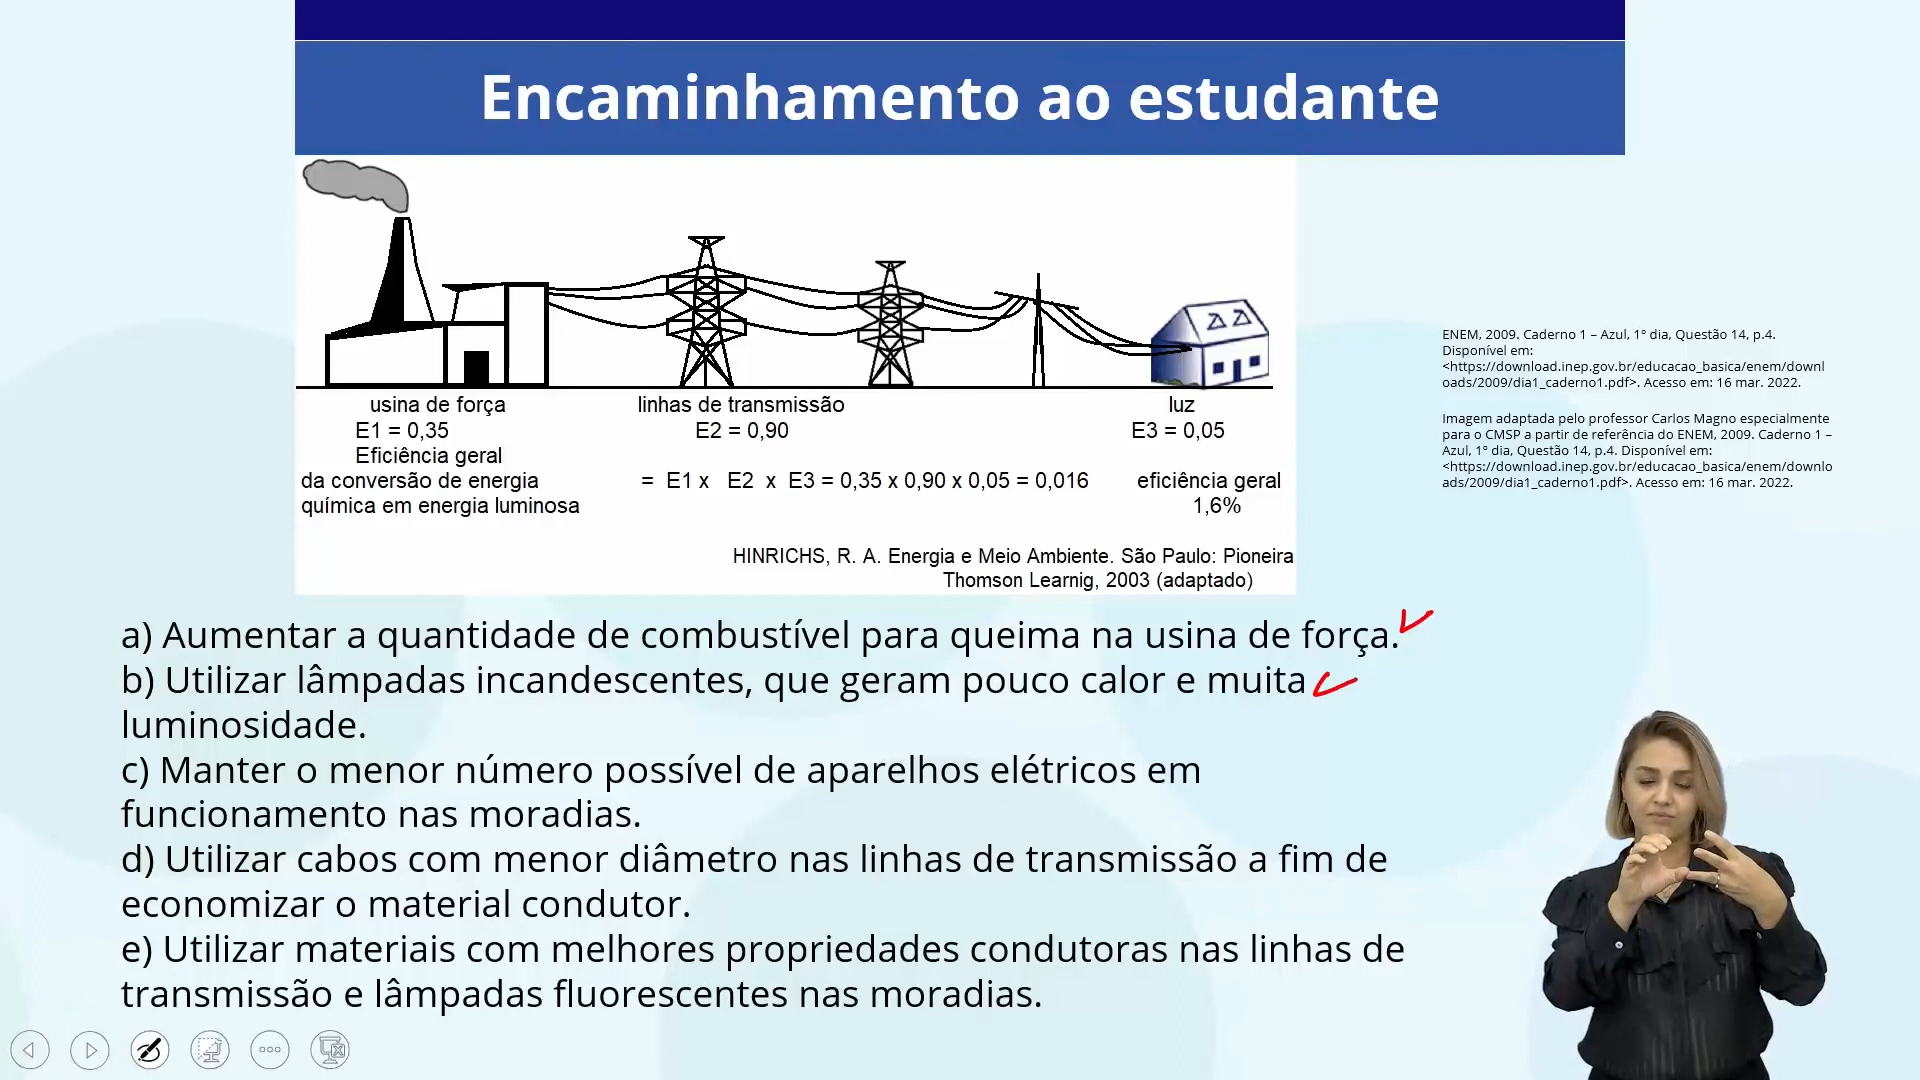 Encaminhamento ao estudante
usina de força
linhas de transmissão
luz
E1 = 0,35
E2 = 0,90
E3 = 0,05
Eficiência geral
da conversão de energia
química em energia luminosa
= E1 x E2 x E3 = 0,35 x 0,90 x 0,05 = 0,016
eficiência geral
1,6%
HINRICHS, R. A. Energia e Meio Ambiente. São Paulo: Pioneira
Thomson Learnig, 2003 (adaptado)
ENEM, 2009. Caderno 1 – Azul, 1º dia, Questão 14, p.4.
Disponível em:
<https://download.inep.gov.br/educacao_basica/enem/downl
oads/2009/dia1_caderno1.pdf>. Acesso em: 16 mar. 2022.
Imagem adaptada pelo professor Carlos Magno especialmente
para o CMSP a partir de referência do ENEM, 2009. Caderno 1 –
Azul, 1º dia, Questão 14, p.4. Disponível em:
<https://download.inep.gov.br/educacao_basica/enem/downlo
ads/2009/dia1_caderno1.pdf>. Acesso em: 16 mar. 2022.
a) Aumentar a quantidade de combustível para queima na usina de força.
b) Utilizar lâmpadas incandescentes, que geram pouco calor e muita
luminosidade.
c) Manter o menor número possível de aparelhos elétricos em
funcionamento nas moradias.
d) Utilizar cabos com menor diâmetro nas linhas de transmissão a fim de
economizar o material condutor.
e) Utilizar materiais com melhores propriedades condutoras nas linhas de
transmissão e lâmpadas fluorescentes nas moradias.